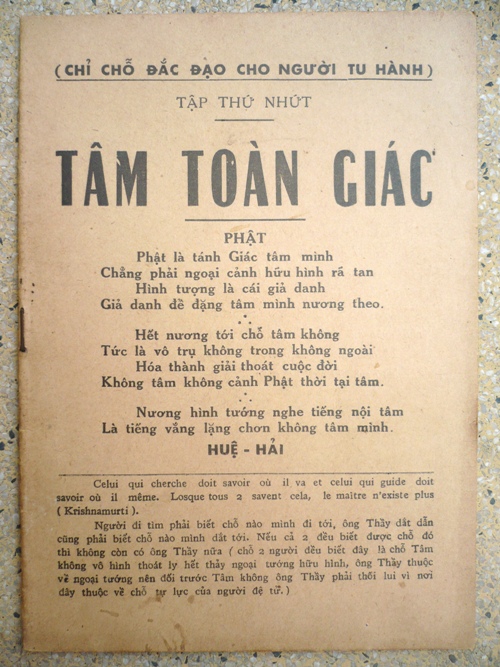 ( CHỈ CHỖ ĐẮC ĐẠO CHO NGƯỜI TU HÀNH )
TẬP THỨ NHỨT
TÂM TOÀN GIÁC
PHẬT
Phật là tánh Giác tâm minh
Chẳng phải ngoại cảnh hữu hình rã tan
Hình tượng là cái giả danh
Giả danh để dặng tâm mình nương theo.
Hết nương tới chỗ tâm không
Tức là vô trụ không trong không ngoài
Hóa thành giải thoát cuộc đời
Không tâm không cảnh Phật thời tại tâm.
Nương hình tướng nghe tiếng nội tâm
Là tiếng vắng lặng chơn không tâm mình.
HUỆ - HẢI
Celui qui cherche doit savoir où il va et celui qui guide doit
savoir où il même. Losque tous 2 savent cela, le maître n'existe plus
( Krishnamurti ).
Người đi tìm phải biết chỗ nào mình đi tới, ông Thầy dắt dẫn
cũng phải biết chỗ nào mình dắt tới. Nếu cả 2 đều biết được chỗ đó
thì không còn có ông Thầy nữa ( chỗ 2 người đều biết đây là chỗ Tâm
không vô hình thoát ly hết thảy ngoại tướng hữu hình, ông Thầy thuộc
về ngoại tướng nên đối trước Tâm không ông Thầy phải thối lui vì nơi
đây thuộc về chỗ tự lực của người đệ tử. )